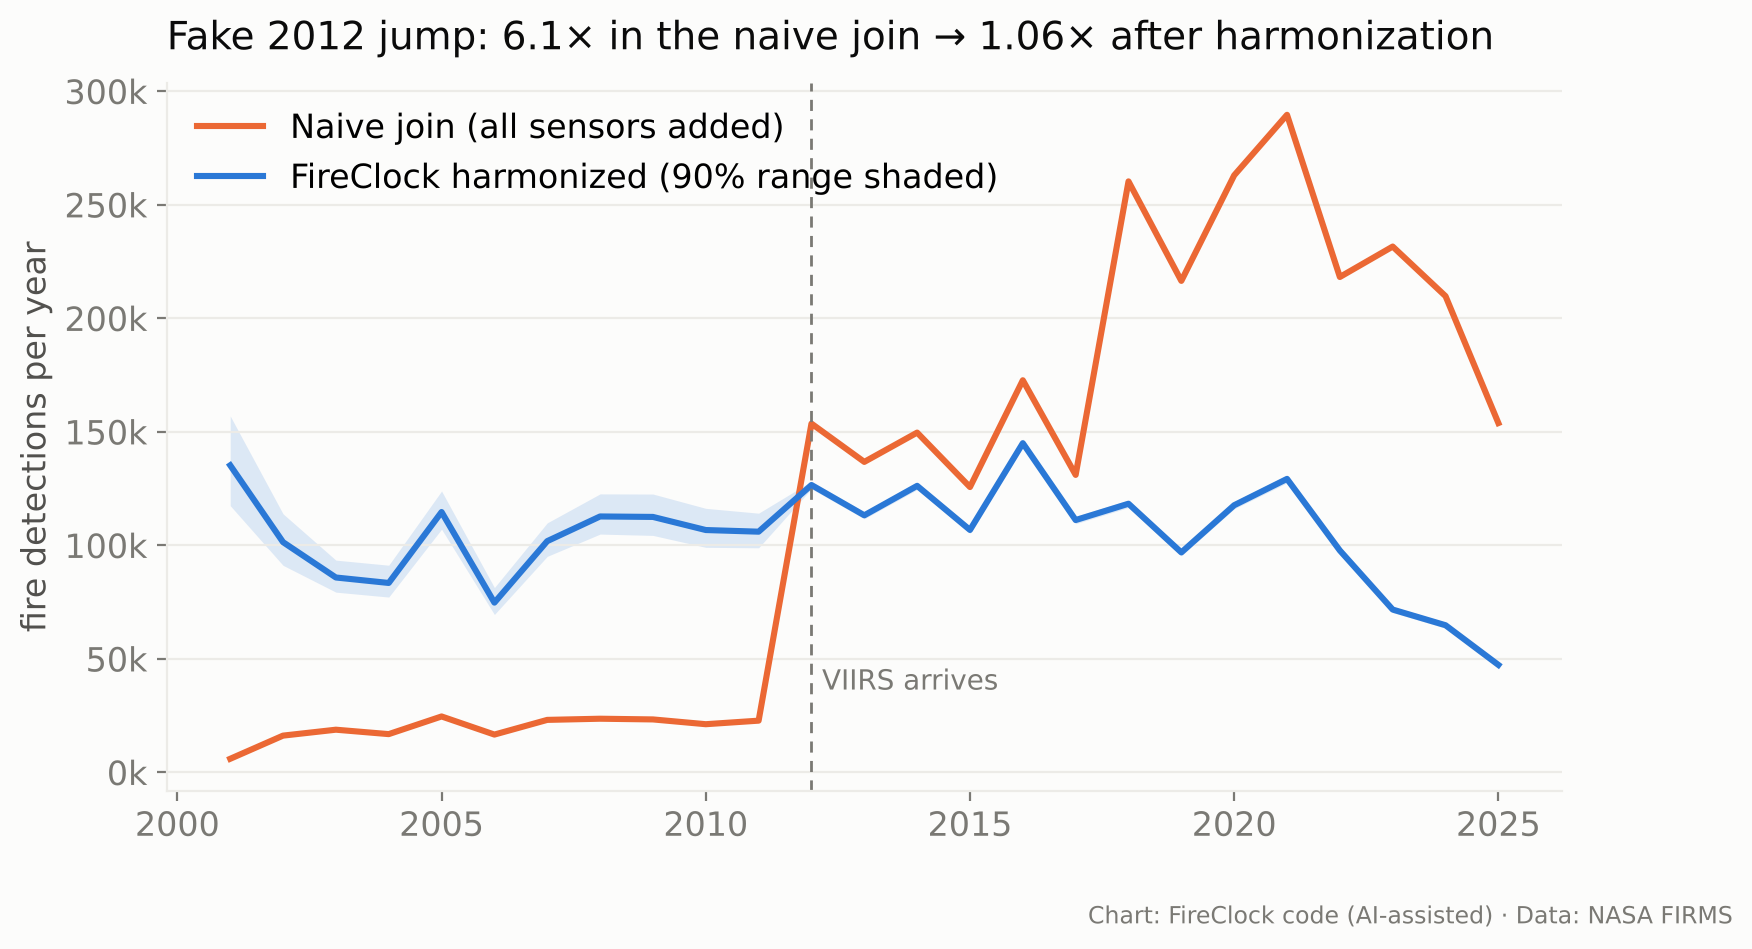 Fake 2012 jump: 6.1× in the naive join → 1.06× after harmonization
300k
250k
200k
150k
100k
50k
0k
fire detections per year
Naive join (all sensors added)
FireClock harmonized (90% range shaded)
VIIRS arrives
2000 2005 2010 2015 2020 2025
Chart: FireClock code (AI-assisted) · Data: NASA FIRMS